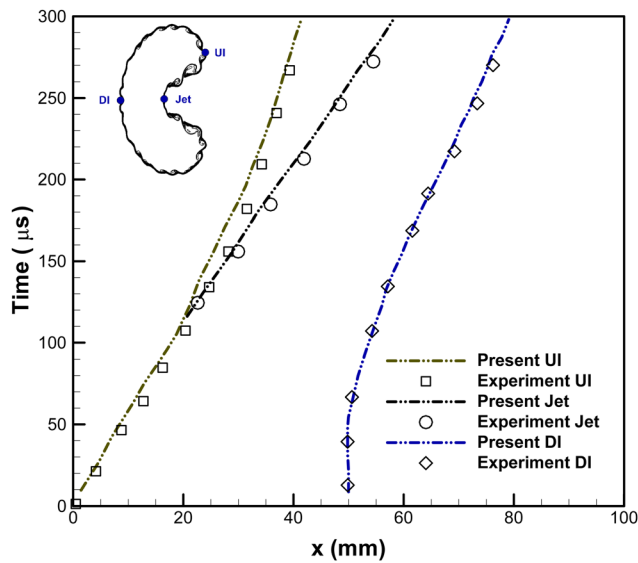 300
250
200
150
100
50
0
Time ( μs)
UI
DI
Jet
Present UI
Experiment UI
Present Jet
Experiment Jet
Present DI
Experiment DI
0 20 40 60 80 100
x (mm)